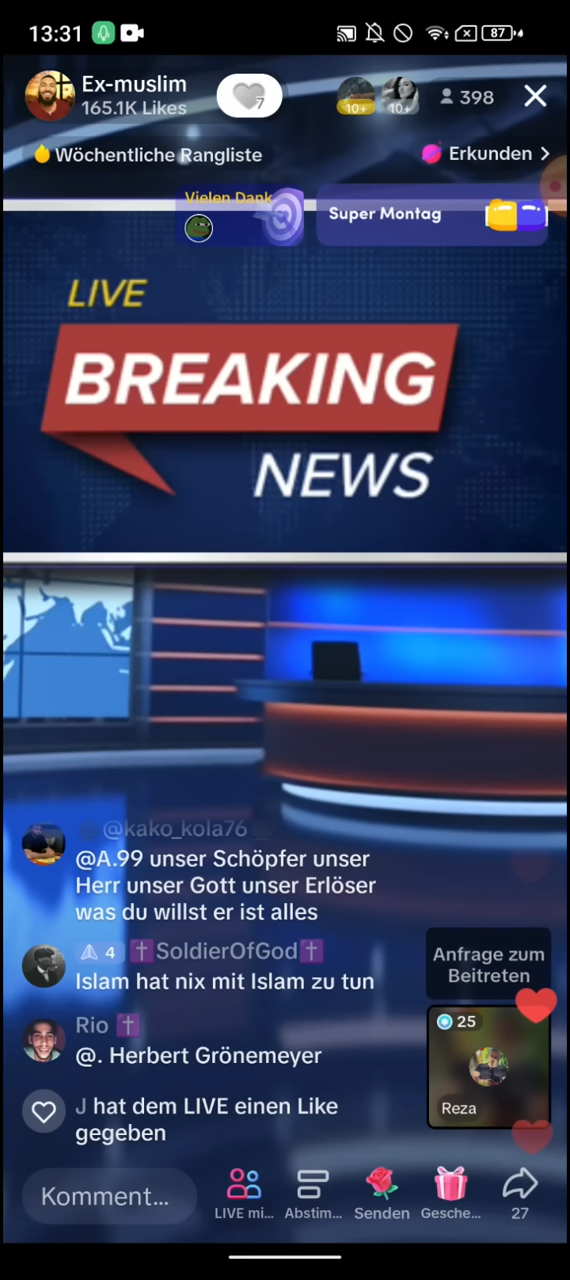 13:31
87
Ex-muslim
165.1K Likes
7
10+
10+
398
Wöchentliche Rangliste
Erkunden
Vielen Dank
Super Montag
LIVE
BREAKING
NEWS
@kako_kola76
@A.99 unser Schöpfer unser
Herr unser Gott unser Erlöser
was du willst er ist alles
4 ✝️SoldierOfGod✝️
Islam hat nix mit Islam zu tun
Anfrage zum
Beitreten
Rio ✝️
@. Herbert Grönemeyer
25
Reza
J hat dem LIVE einen Like
gegeben
Komment...
LIVE mi...
Abstim...
Senden
Gesche...
27